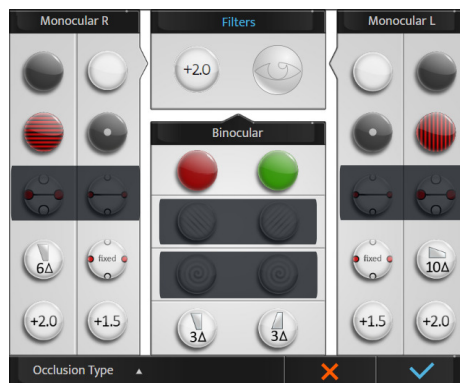 Monocular R
Filters
Monocular L
+2.0
Binocular
6Δ
fixed
fixed
10Δ
+2.0
+1.5
3Δ
3Δ
+1.5
+2.0
Occlusion Type